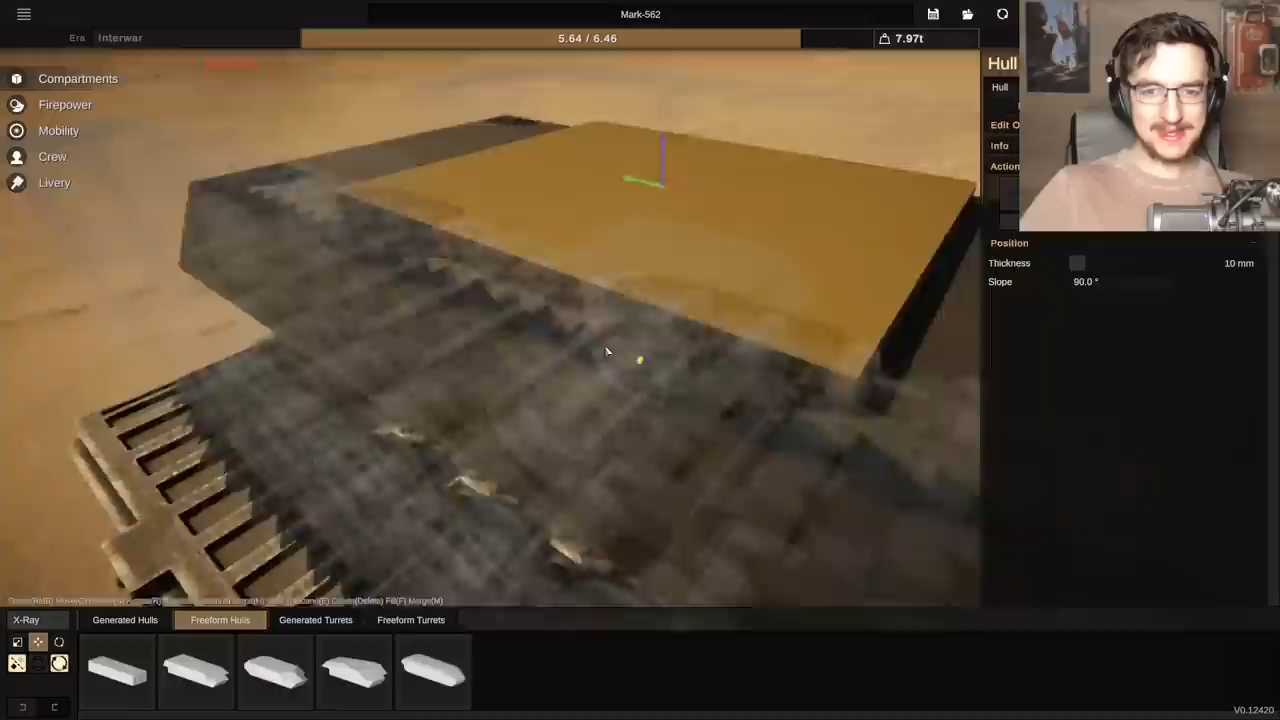 Mark-562
Era Interwar 5.64 / 6.46 7.97t
Compartments
Firepower
Mobility
Crew
Livery
Hull
Hull
Edit O
Info
Action
Position
Thickness 10 mm
Slope 90.0 °
X-Ray Generated Hulls Freeform Hulls Generated Turrets Freeform Turrets
V0.12420